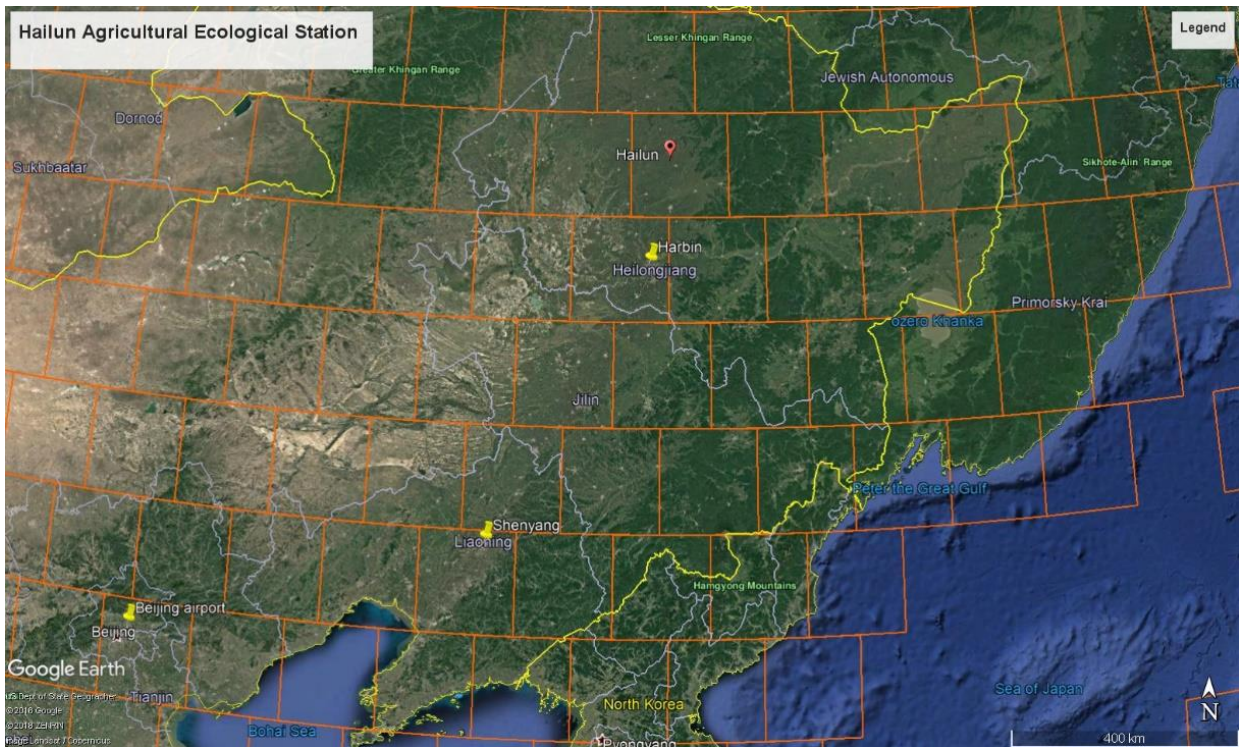 Hailun Agricultural Ecological Station
Legend
Lesser Khingan Range
Greater Khingan Range
Jewish Autonomous
Dornod
Hailun
Sukhbaatar
Sikhote-Alin Range
Harbin
Heilongjiang
Primorsky Krai
ozero Khanka
Jilin
Peter the Great Gulf
Shenyang
Liaoning
Hamgyong Mountains
Beijing airport
Beijing
Google Earth
Tianjin
North Korea
Sea of Japan
N
Bohai Sea
Pyongyang
400 km